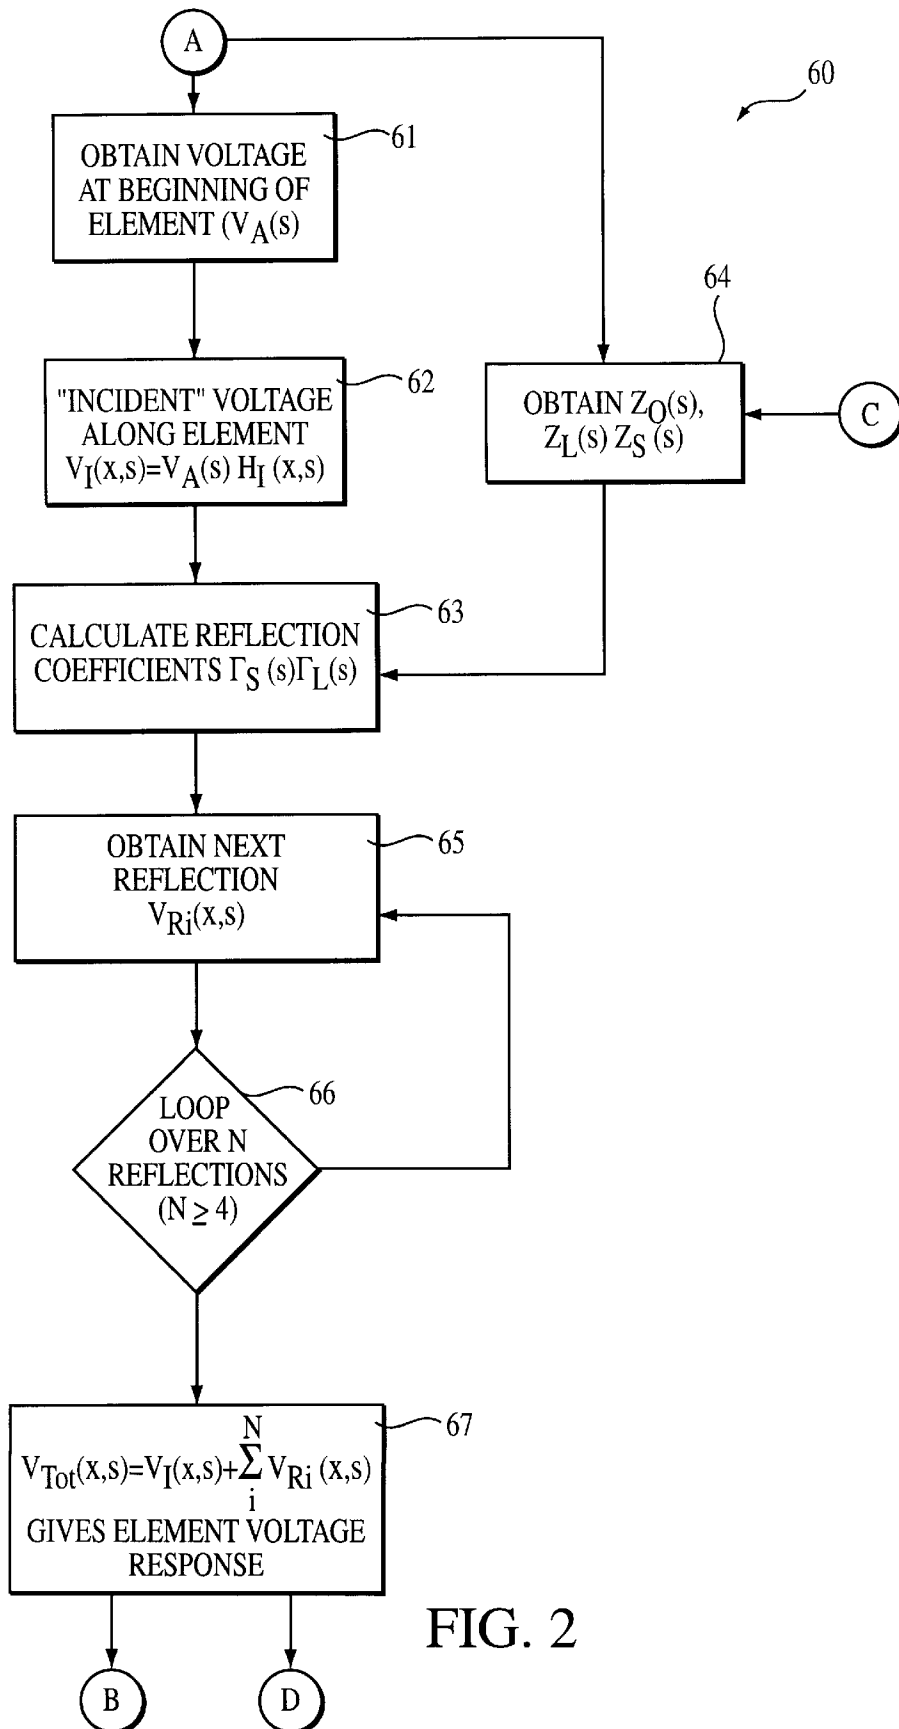 A
60
61
OBTAIN VOLTAGE
AT BEGINNING OF
ELEMENT (V_A(s)
64
62
"INCIDENT" VOLTAGE
ALONG ELEMENT
V_I(x,s)=V_A(s) H_I (x,s)
OBTAIN Z_O(s),
Z_L(s) Z_S (s)
C
63
CALCULATE REFLECTION
COEFFICIENTS Γ_S (s)Γ_L(s)
65
OBTAIN NEXT
REFLECTION
V_Ri(x,s)
66
LOOP
OVER N
REFLECTIONS
(N ≥ 4)
67
N
V_Tot(x,s)=V_I(x,s)+Σ V_Ri (x,s)
i
GIVES ELEMENT VOLTAGE
RESPONSE
FIG. 2
B
D